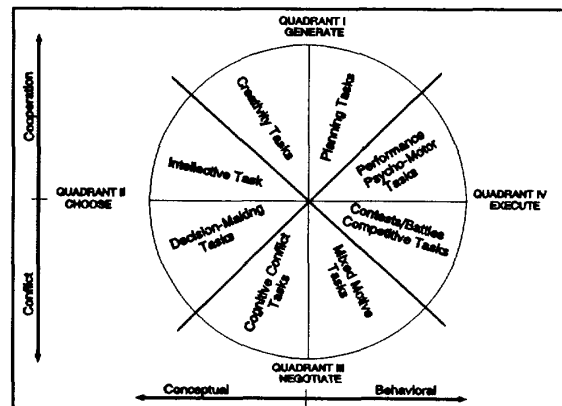 QUADRANT I
GENERATE
Cooperation
Conflict
Creativity Tasks
Planning Tasks
Intellective Task
Performance
Psycho-Motor
Tasks
QUADRANT II
CHOOSE
QUADRANT IV
EXECUTE
Decision-Making
Tasks
Contests/Battles
Competitive Tasks
Cognitive Conflict
Tasks
Mixed Motive
Tasks
QUADRANT III
NEGOTIATE
Conceptual
Behavioral